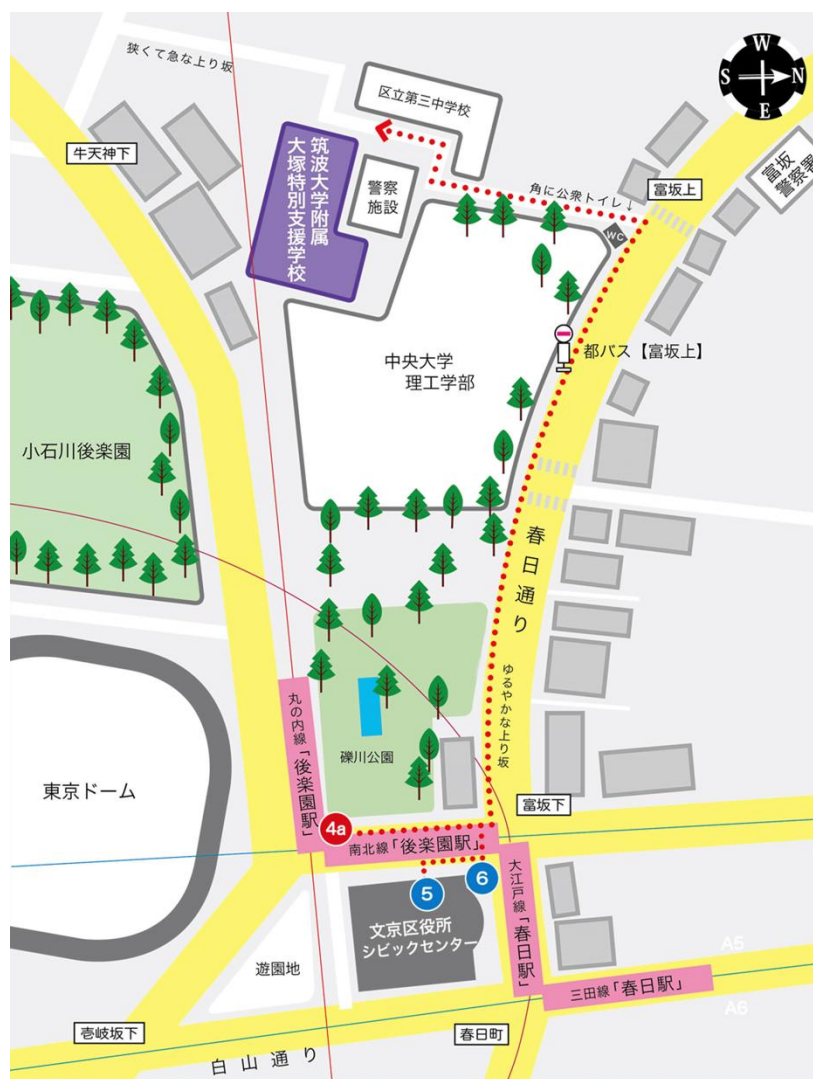 狭くて急な上り坂
W
S
N
E
区立第三中学校
牛天神下
筑波大学附属
大塚特別支援学校
警察
施設
角に公衆トイレ↓
富坂上
富坂
警察署
WC
都バス【富坂上】
中央大学
理工学部
小石川後楽園
春日通り
ゆるやかな上り坂
礫川公園
丸の内線「後楽園駅」
東京ドーム
富坂下
4a
南北線「後楽園駅」
5
6
大江戸線「春日駅」
文京区役所
シビックセンター
遊園地
三田線「春日駅」
A5
A6
壱岐坂下
春日町
白山通り